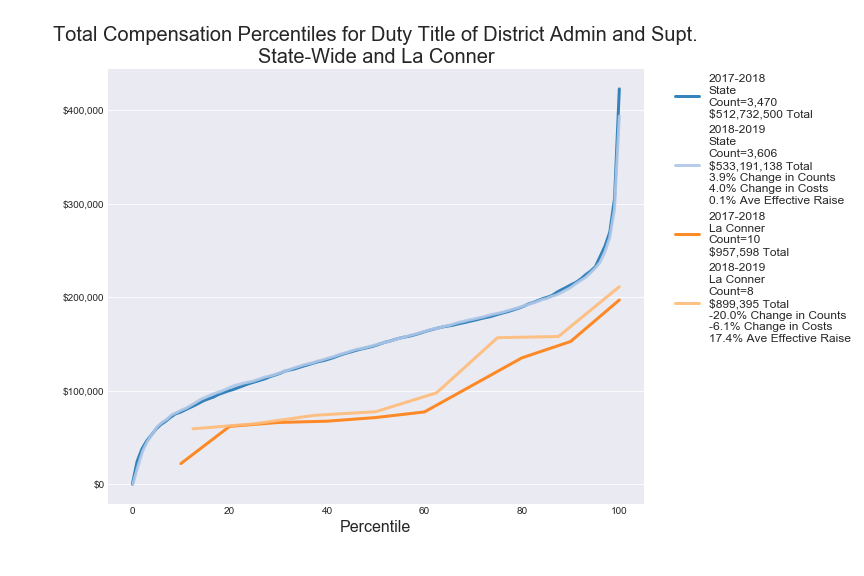 Total Compensation Percentiles for Duty Title of District Admin and Supt.
State-Wide and La Conner
$400,000
$300,000
$200,000
$100,000
$0
0
20
40
60
80
100
Percentile
2017-2018
State
Count=3,470
$512,732,500 Total
2018-2019
State
Count=3,606
$533,191,138 Total
3.9% Change in Counts
4.0% Change in Costs
0.1% Ave Effective Raise
2017-2018
La Conner
Count=10
$957,598 Total
2018-2019
La Conner
Count=8
$899,395 Total
-20.0% Change in Counts
-6.1% Change in Costs
17.4% Ave Effective Raise